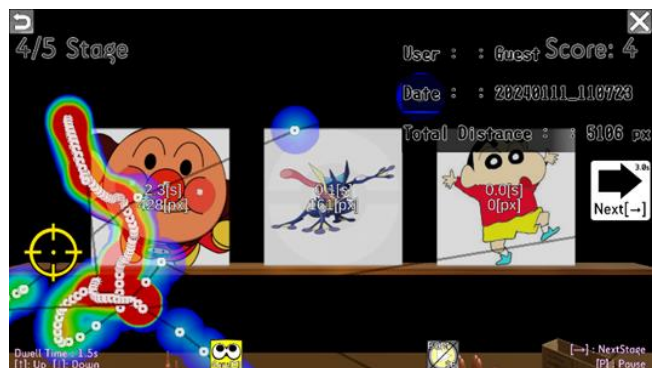 4/5 Stage
User : : Guest Score: 4
Date : : 20240111_110723
Total Distance : : 5106 px
2.3[s]
128[px]
0.1[s]
161[px]
0.0[s]
0[px]
3.0s
Next[→]
Dwell Time : 1.5s
[↑]: Up [↓]: Down
[→] : NextStage
[P] : Pause